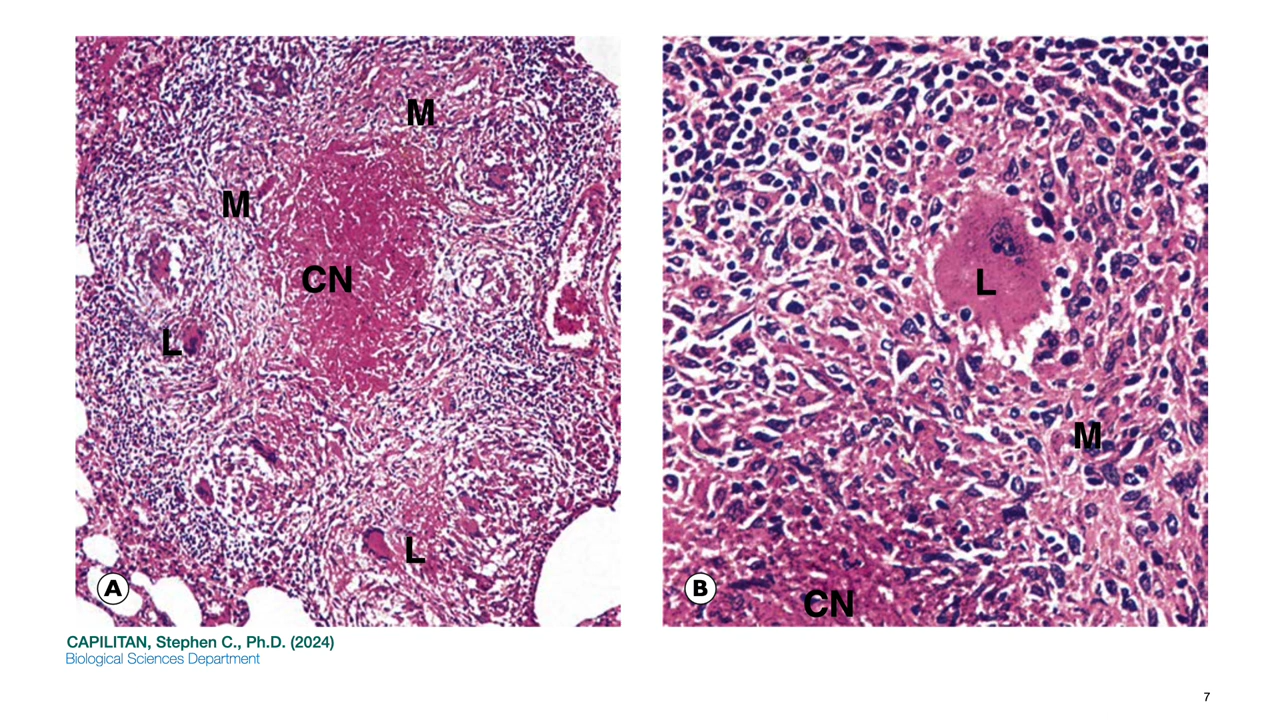 M
M
CN
L
L
A
L
M
CN
B
CAPILITAN, Stephen C., Ph.D. (2024)
Biological Sciences Department
7